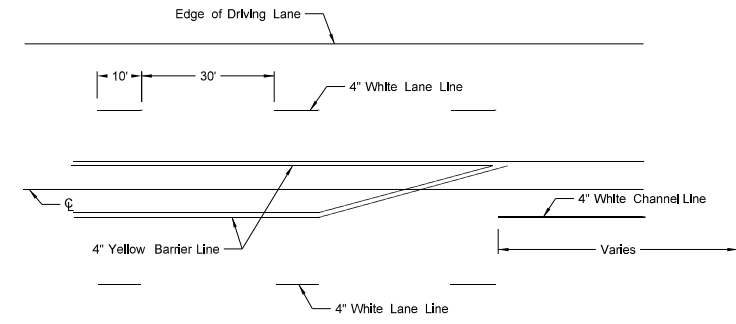 Edge of Driving Lane
10'
30'
4" White Lane Line
℄
4" White Channel Line
4" Yellow Barrier Line
Varies
4" White Lane Line